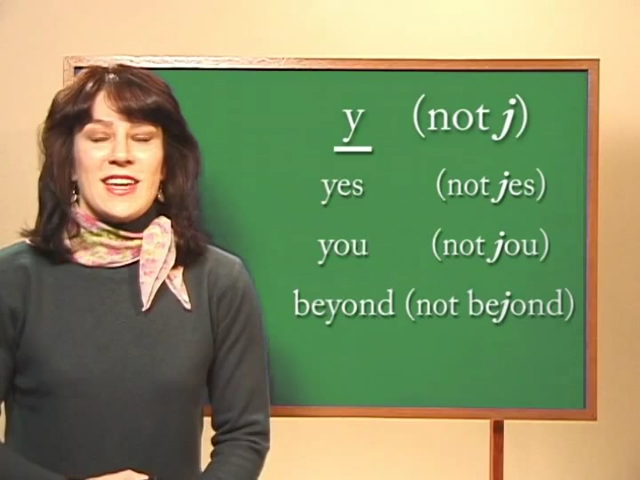 y (not j)
yes (not jes)
you (not jou)
beyond (not bejond)